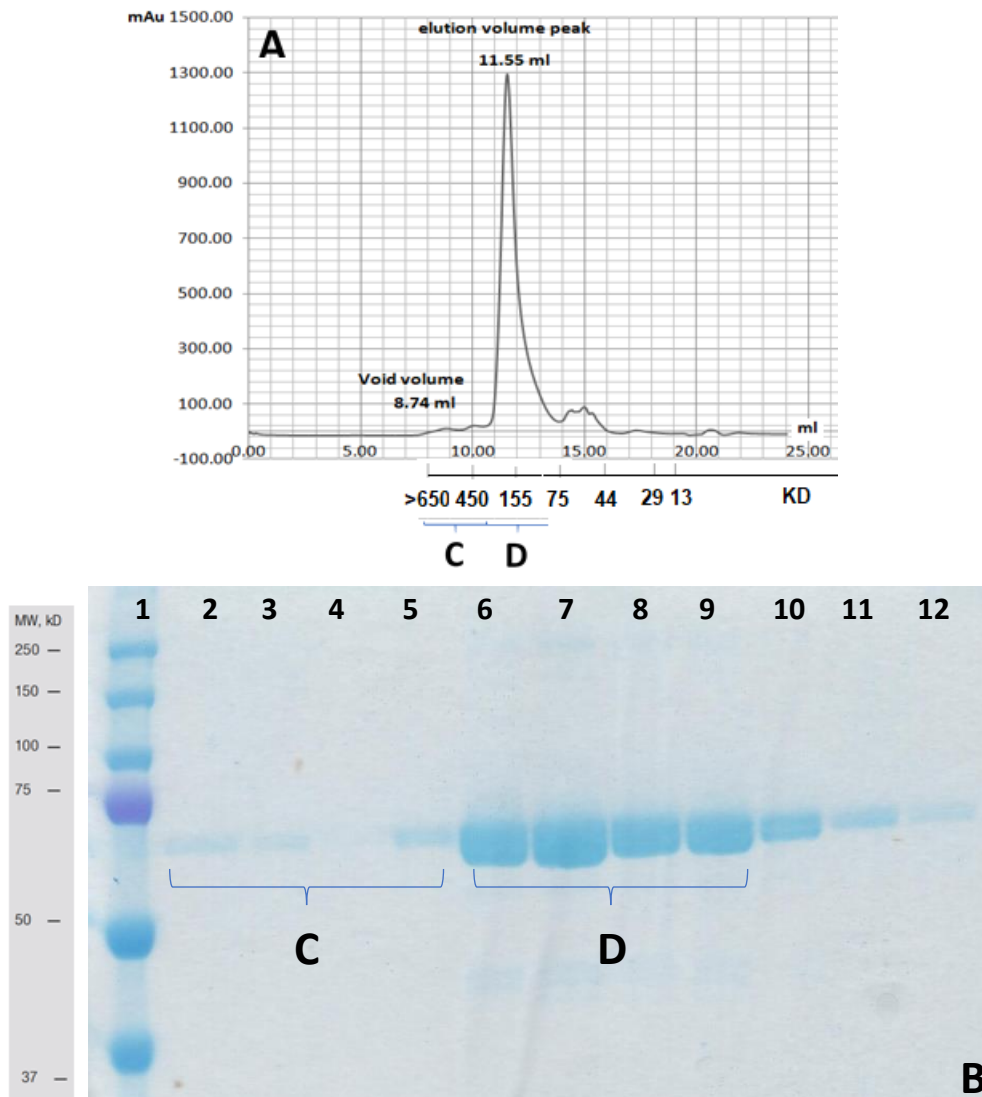 mAu 1500.00
A
elution volume peak
11.55 ml
1300.00
1100.00
900.00
700.00
500.00
300.00
Void volume
8.74 ml
100.00
ml
-100.00
0.00 5.00 10.00 15.00 20.00 25.00
>650 450 155 75 44 29 13 KD
C D
1 2 3 4 5 6 7 8 9 10 11 12
MW, kD
250
150
100
75
50
C D
37
B